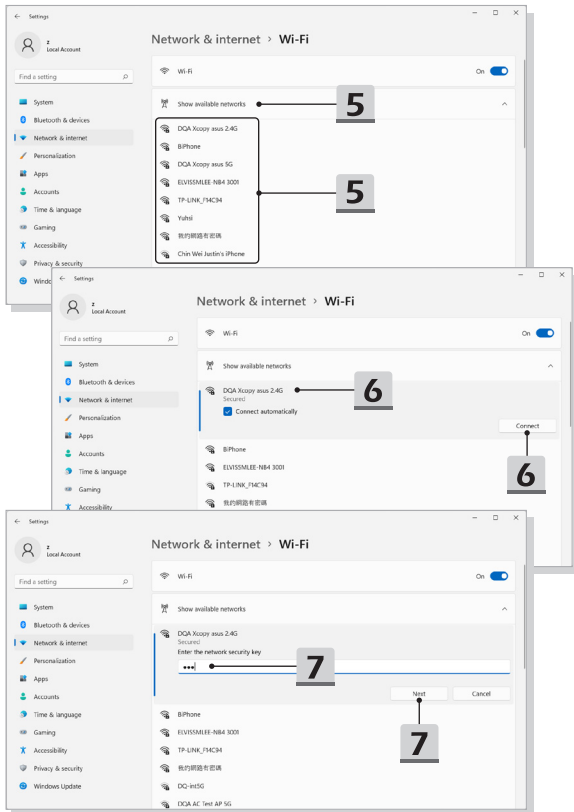 Settings
z
Local Account
Find a setting
System
Bluetooth & devices
Network & internet
Personalization
Apps
Accounts
Time & language
Gaming
Accessibility
Privacy & security
Windo
Network & internet > Wi-Fi
Wi-Fi
On
Show available networks
5
DQA Xcopy asus 2.4G
BiPhone
DQA Xcopy asus 5G
ELVISSMLEE-NB4 3001
TP-LINK_F14C94
Yuhsi
我的網路有密碼
Chin Wei Justin's iPhone
5
Settings
z
Local Account
Find a setting
System
Bluetooth & devices
Network & internet
Personalization
Apps
Accounts
Time & language
Gaming
Accessibility
Network & internet > Wi-Fi
Wi-Fi
On
Show available networks
DQA Xcopy asus 2.4G
6
Secured
Connect automatically
Connect
6
BiPhone
ELVISSMLEE-NB4 3001
TP-LINK_F14C94
我的網路有密碼
Settings
z
Local Account
Find a setting
System
Bluetooth & devices
Network & internet
Personalization
Apps
Accounts
Time & language
Gaming
Accessibility
Privacy & security
Windows Update
Network & internet > Wi-Fi
Wi-Fi
On
Show available networks
DQA Xcopy asus 2.4G
Secured
Enter the network security key
7
Next
Cancel
7
BiPhone
ELVISSMLEE-NB4 3001
TP-LINK_F14C94
我的網路有密碼
DQ-int5G
DQA AC Test AP 5G